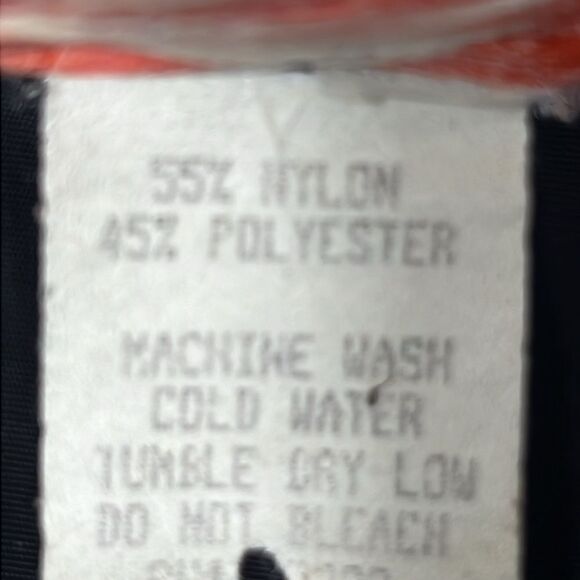 55% NYLON
45% POLYESTER
MACHINE WASH
COLD WATER
TUMBLE DRY LOW
DO NOT BLEACH